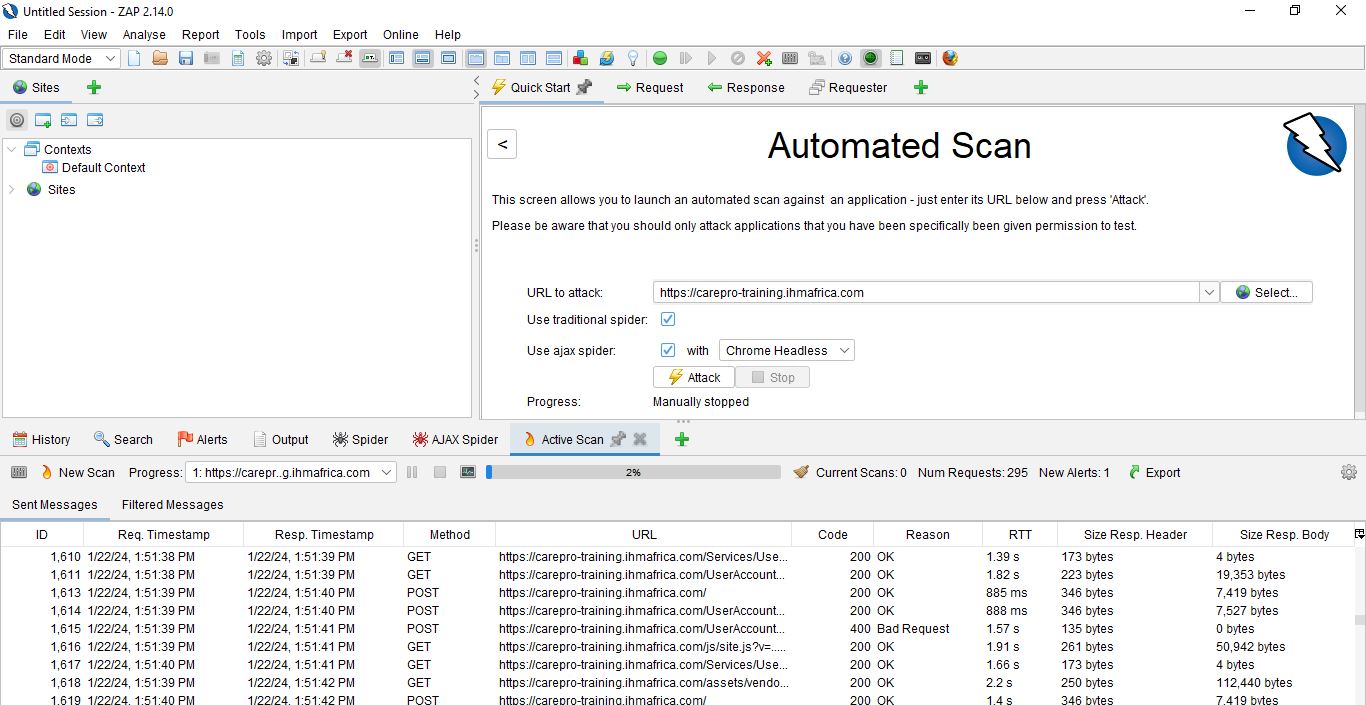 Untitled Session - ZAP 2.14.0
File Edit View Analyse Report Tools Import Export Online Help
Standard Mode
Sites
Quick Start Request Response Requester
Contexts
Default Context
Sites
<
Automated Scan
This screen allows you to launch an automated scan against an application - just enter its URL below and press 'Attack'.
Please be aware that you should only attack applications that you have been specifically been given permission to test.
URL to attack: https://carepro-training.ihmafrica.com Select...
Use traditional spider:
Use ajax spider: with Chrome Headless
Attack Stop
Progress: Manually stopped
History Search Alerts Output Spider AJAX Spider Active Scan
New Scan Progress: 1: https://carepr..g.ihmafrica.com 2% Current Scans: 0 Num Requests: 295 New Alerts: 1 Export
Sent Messages Filtered Messages
ID Req. Timestamp Resp. Timestamp Method URL Code Reason RTT Size Resp. Header Size Resp. Body
1,610 1/22/24, 1:51:38 PM 1/22/24, 1:51:39 PM GET https://carepro-training.ihmafrica.com/Services/Use... 200 OK 1.39 s 173 bytes 4 bytes
1,611 1/22/24, 1:51:38 PM 1/22/24, 1:51:39 PM GET https://carepro-training.ihmafrica.com/UserAccount... 200 OK 1.82 s 223 bytes 19,353 bytes
1,613 1/22/24, 1:51:39 PM 1/22/24, 1:51:40 PM POST https://carepro-training.ihmafrica.com/ 200 OK 885 ms 346 bytes 7,419 bytes
1,614 1/22/24, 1:51:39 PM 1/22/24, 1:51:40 PM POST https://carepro-training.ihmafrica.com/UserAccount... 200 OK 888 ms 346 bytes 7,527 bytes
1,615 1/22/24, 1:51:39 PM 1/22/24, 1:51:41 PM POST https://carepro-training.ihmafrica.com/UserAccount... 400 Bad Request 1.57 s 135 bytes 0 bytes
1,616 1/22/24, 1:51:39 PM 1/22/24, 1:51:41 PM GET https://carepro-training.ihmafrica.com/js/site.js?v=..... 200 OK 1.91 s 261 bytes 50,942 bytes
1,617 1/22/24, 1:51:40 PM 1/22/24, 1:51:41 PM GET https://carepro-training.ihmafrica.com/Services/Use... 200 OK 1.66 s 173 bytes 4 bytes
1,618 1/22/24, 1:51:39 PM 1/22/24, 1:51:42 PM GET https://carepro-training.ihmafrica.com/assets/vendo... 200 OK 2.2 s 250 bytes 112,440 bytes
1,619 1/22/24, 1:51:40 PM 1/22/24, 1:51:42 PM POST https://carepro-training.ihmafrica.com/ 200 OK 1.4 s 346 bytes 7,419 bytes